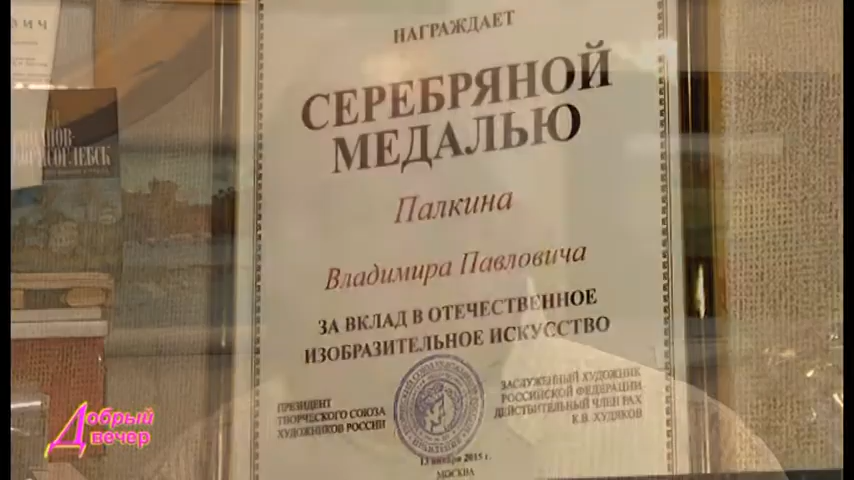 НАГРАЖДАЕТ
СЕРЕБРЯНОЙ
МЕДАЛЬЮ
Палкина
Владимира Павловича
ЗА ВКЛАД В ОТЕЧЕСТВЕННОЕ
ИЗОБРАЗИТЕЛЬНОЕ ИСКУССТВО
ПРЕЗИДЕНТ
ТВОРЧЕСКОГО СОЮЗА
ХУДОЖНИКОВ РОССИИ
ЗАСЛУЖЕННЫЙ ХУДОЖНИК
РОССИЙСКОЙ ФЕДЕРАЦИИ
ДЕЙСТВИТЕЛЬНЫЙ ЧЛЕН РАХ
К.В. ХУДЯКОВ
2015 г.
МОСКВА
Добрый
вечер